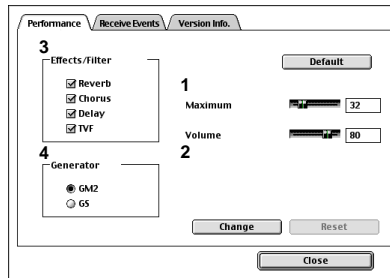 Performance
Receive Events
Version Info.
3
Effects/Filter
Reverb
Chorus
Delay
TVF
Default
1
Maximum
32
Volume
80
2
4
Generator
GM2
GS
Change
Reset
Close